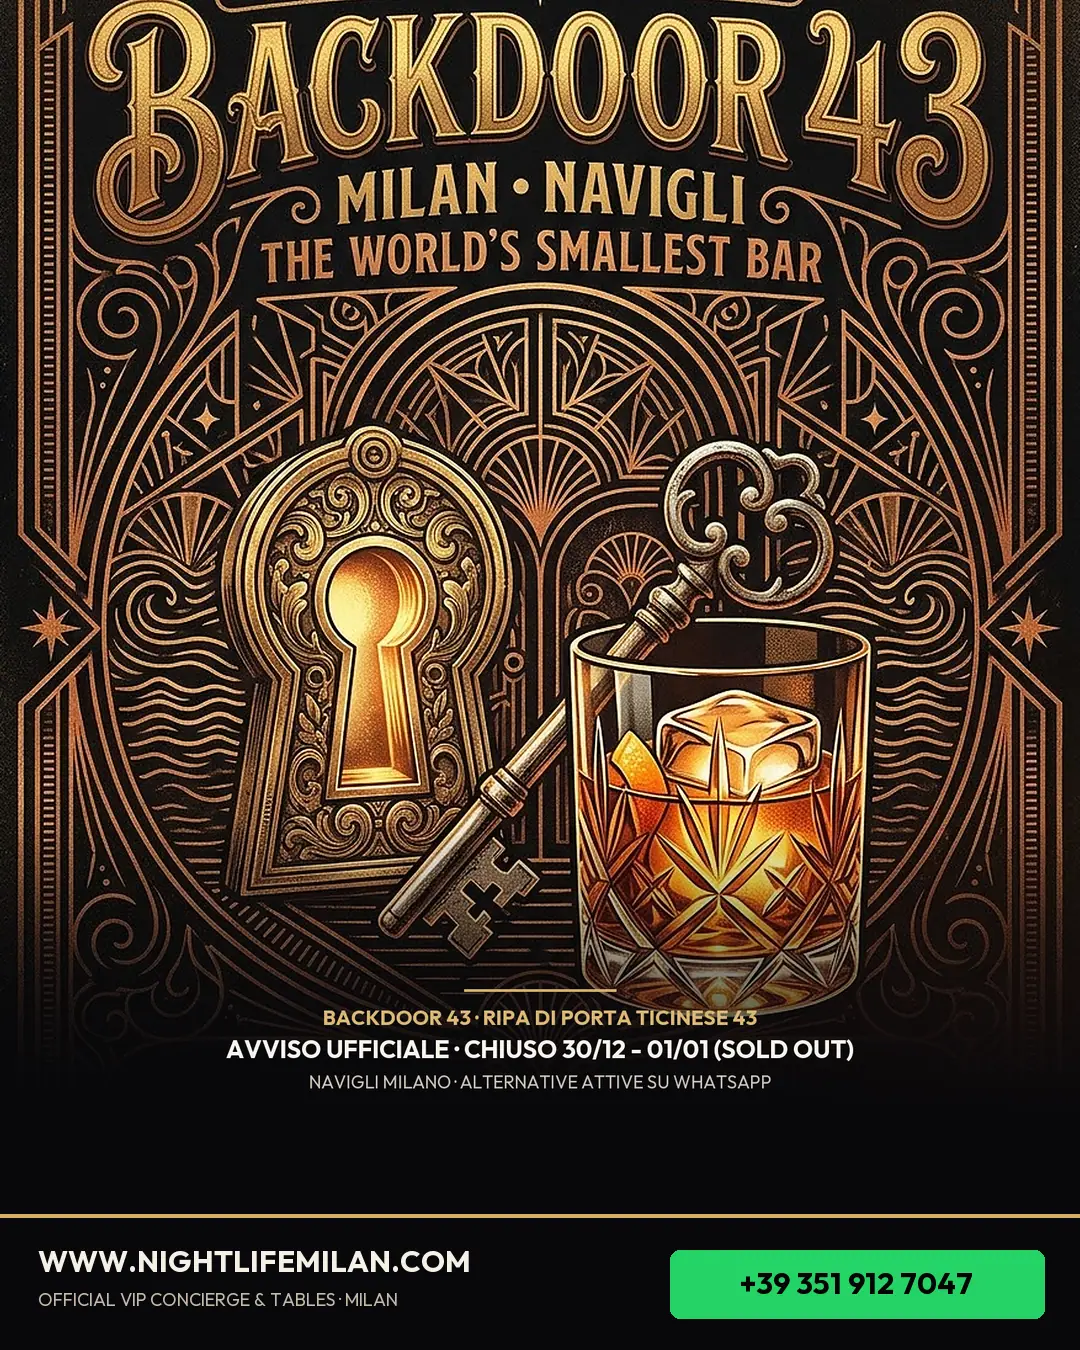 BACKDOOR 43
MILAN • NAVIGLI
THE WORLD'S SMALLEST BAR
BACKDOOR 43 · RIPA DI PORTA TICINESE 43
AVVISO UFFICIALE · CHIUSO 30/12 - 01/01 (SOLD OUT)
NAVIGLI MILANO · ALTERNATIVE ATTIVE SU WHATSAPP
WWW.NIGHTLIFEMILAN.COM
+39 351 912 7047
OFFICIAL VIP CONCIERGE & TABLES · MILAN